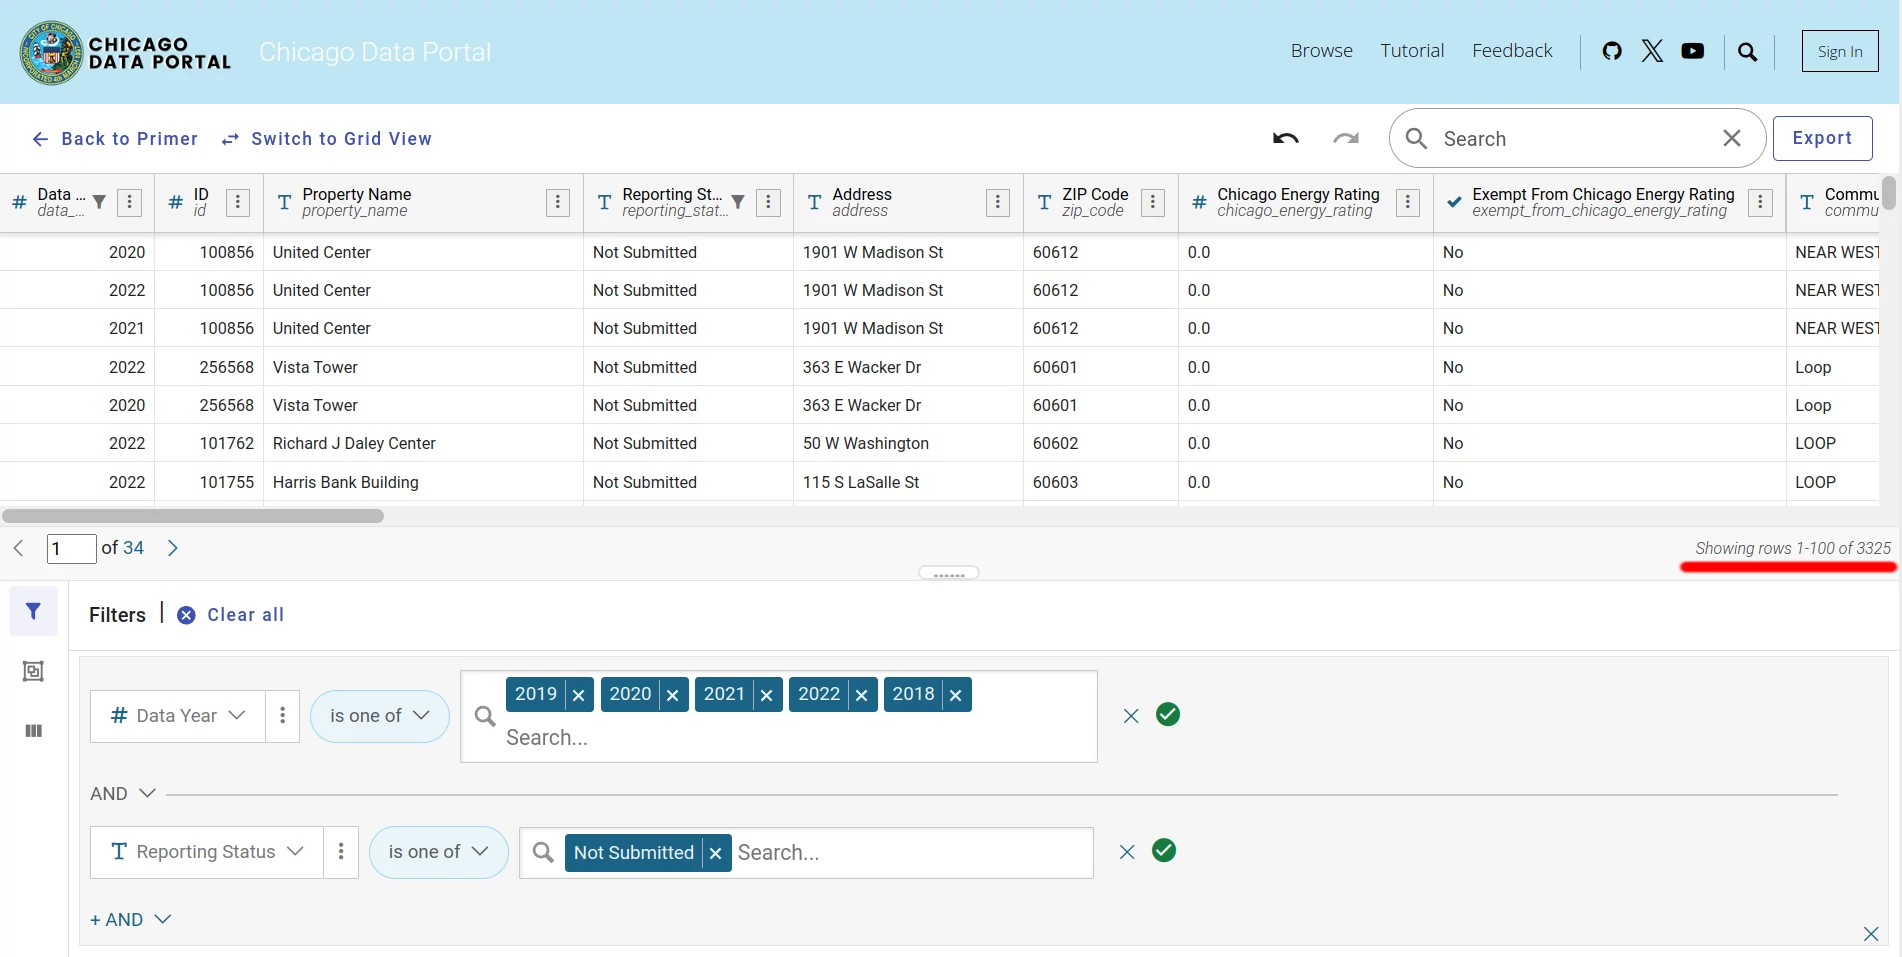 CHICAGO
DATA PORTAL
Chicago Data Portal
Browse Tutorial Feedback Sign In
Back to Primer Switch to Grid View Search Export
# Data ... # ID T Property Name T Reporting St... T Address T ZIP Code # Chicago Energy Rating Exempt From Chicago Energy Rating T Commu
data_... id property_name reporting_stat... address zip_code chicago_energy_rating exempt_from_chicago_energy_rating commu
2020 100856 United Center Not Submitted 1901 W Madison St 60612 0.0 No NEAR WEST
2022 100856 United Center Not Submitted 1901 W Madison St 60612 0.0 No NEAR WEST
2021 100856 United Center Not Submitted 1901 W Madison St 60612 0.0 No NEAR WEST
2022 256568 Vista Tower Not Submitted 363 E Wacker Dr 60601 0.0 No Loop
2020 256568 Vista Tower Not Submitted 363 E Wacker Dr 60601 0.0 No Loop
2022 101762 Richard J Daley Center Not Submitted 50 W Washington 60602 0.0 No LOOP
2022 101755 Harris Bank Building Not Submitted 115 S LaSalle St 60603 0.0 No LOOP
1 of 34 Showing rows 1-100 of 3325
Filters | Clear all
2019 2020 2021 2022 2018
# Data Year is one of
Search...
AND
T Reporting Status is one of Not Submitted Search...
+ AND